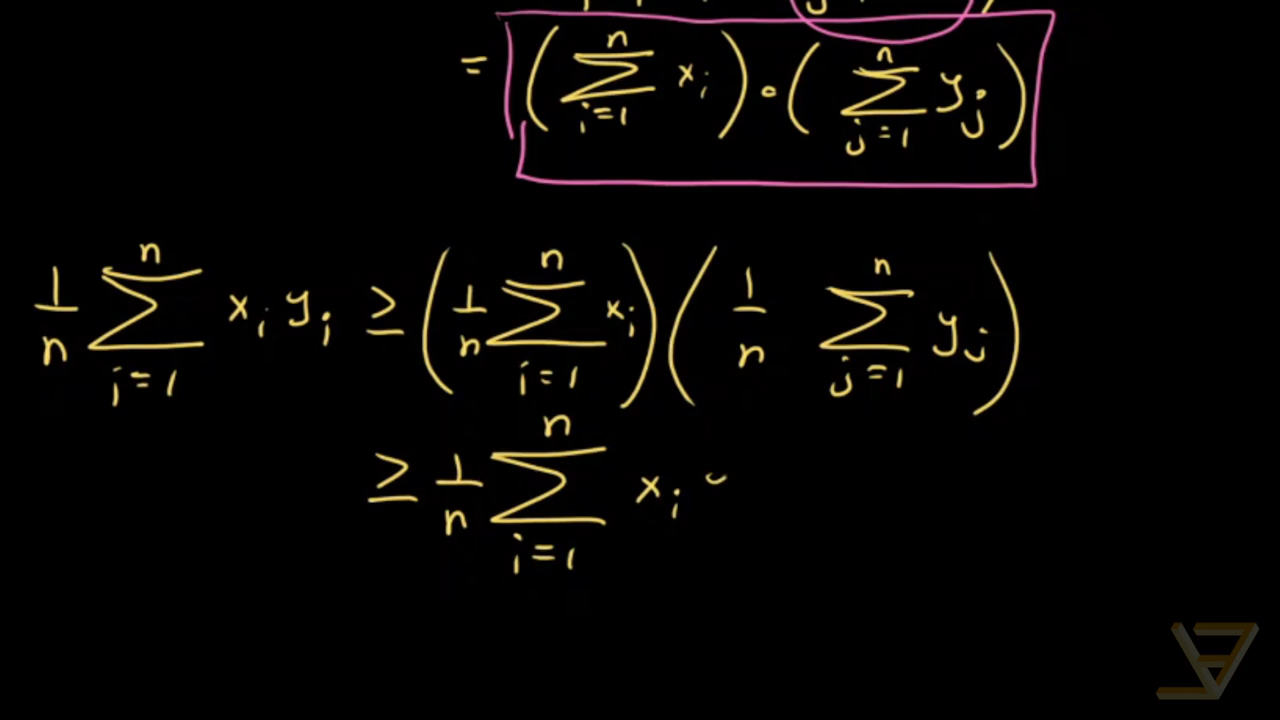 = (∑_{i=1}^{n} x_i) · (∑_{j=1}^{n} y_j)
1/n ∑_{i=1}^{n} x_i y_i ≥ (1/n ∑_{i=1}^{n} x_i) (1/n ∑_{j=1}^{n} y_j)
≥ 1/n ∑_{i=1}^{n} x_i